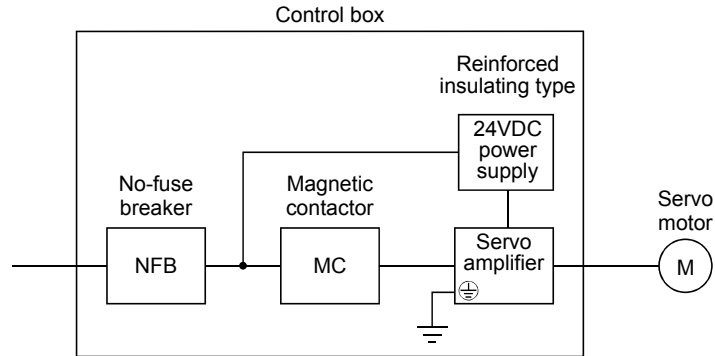 Control box
Reinforced
insulating type
24VDC
power
supply
No-fuse
breaker
Magnetic
contactor
Servo
motor
NFB
MC
Servo
amplifier
M